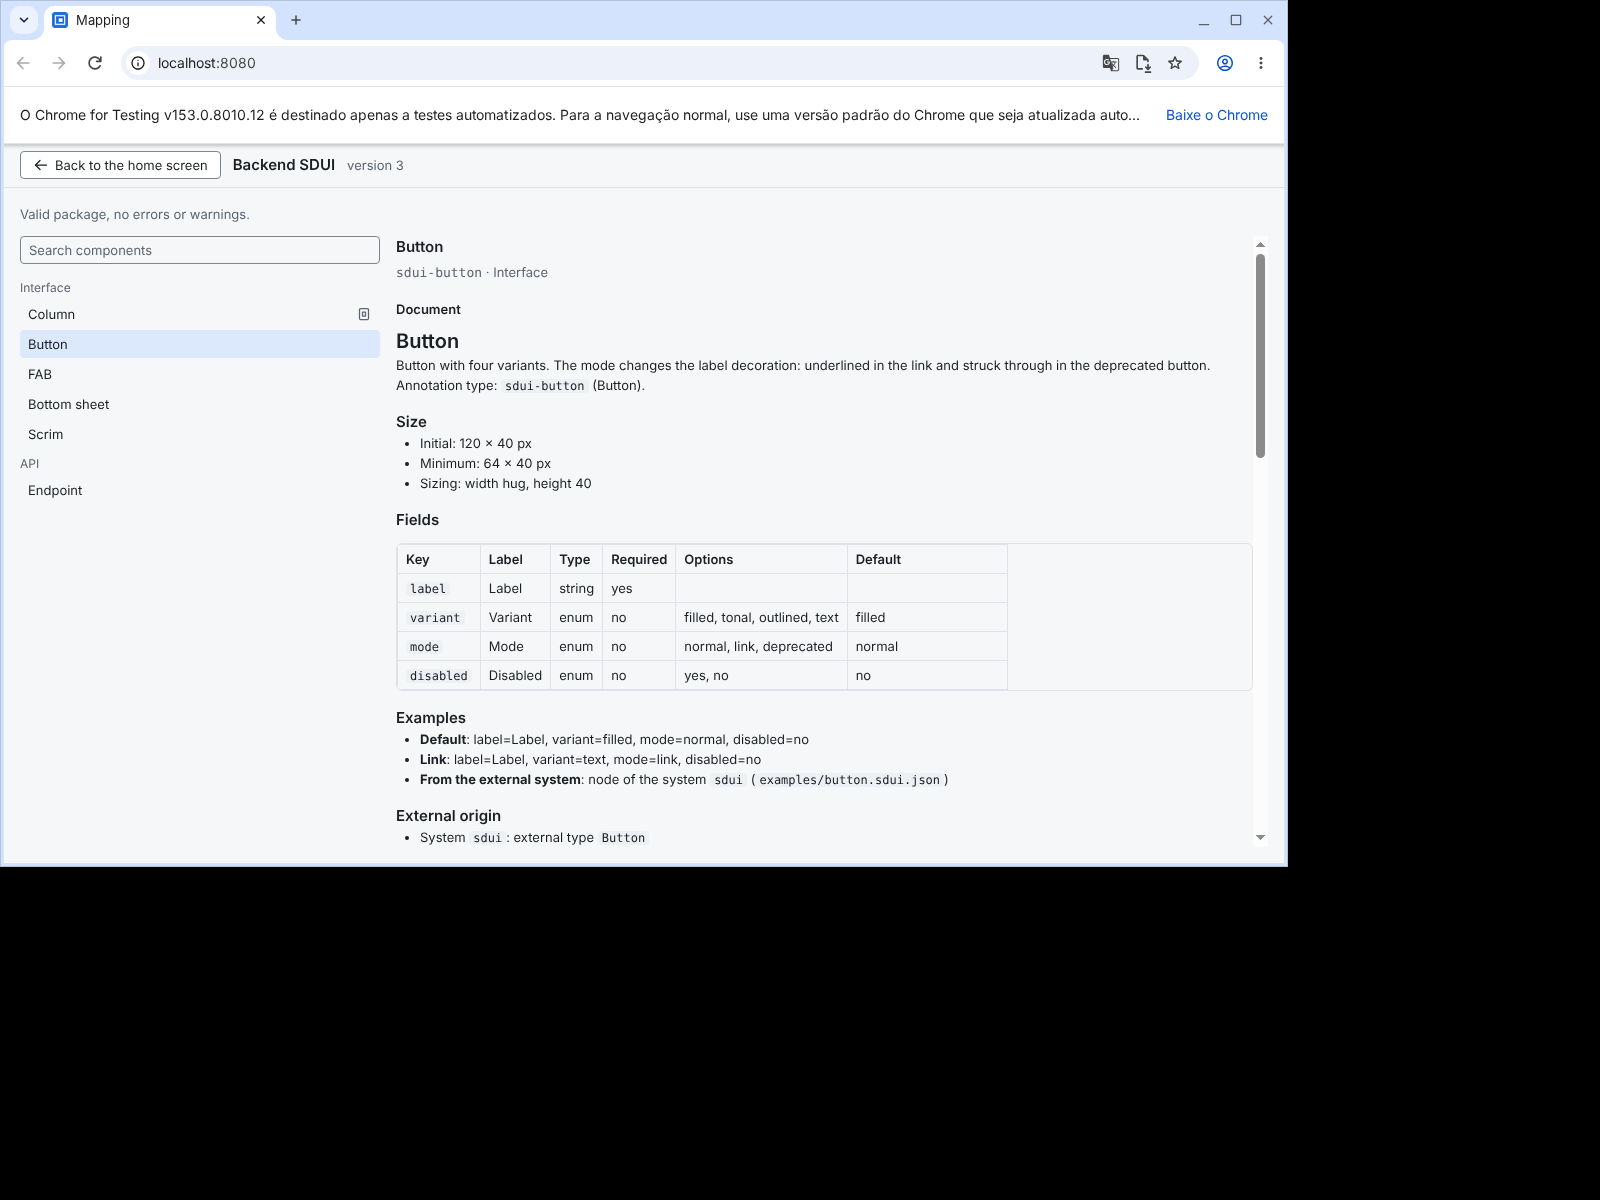 Mapping
localhost:8080
O Chrome for Testing v153.0.8010.12 é destinado apenas a testes automatizados. Para a navegação normal, use uma versão padrão do Chrome que seja atualizada auto... Baixe o Chrome
Back to the home screen Backend SDUI version 3
Valid package, no errors or warnings.
Search components
Interface
Column
Button
FAB
Bottom sheet
Scrim
API
Endpoint
Button
sdui-button · Interface
Document
Button
Button with four variants. The mode changes the label decoration: underlined in the link and struck through in the deprecated button.
Annotation type: sdui-button (Button).
Size
• Initial: 120 × 40 px
• Minimum: 64 × 40 px
• Sizing: width hug, height 40
Fields
Key Label Type Required Options Default
label Label string yes
variant Variant enum no filled, tonal, outlined, text filled
mode Mode enum no normal, link, deprecated normal
disabled Disabled enum no yes, no no
Examples
• Default: label=Label, variant=filled, mode=normal, disabled=no
• Link: label=Label, variant=text, mode=link, disabled=no
• From the external system: node of the system sdui (examples/button.sdui.json)
External origin
• System sdui: external type Button